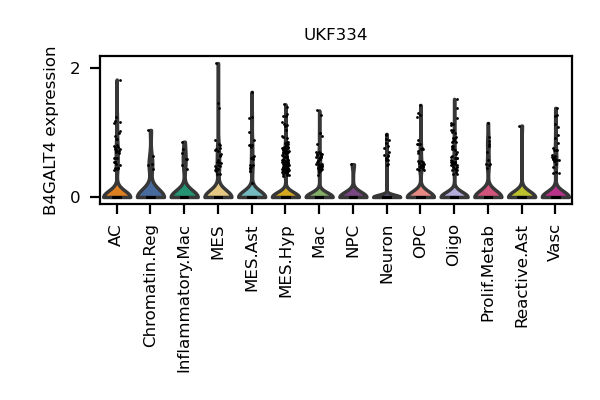 UKF334
B4GALT4 expression
2
0
AC
Chromatin.Reg
Inflammatory.Mac
MES
MES.Ast
MES.Hyp
Mac
NPC
Neuron
OPC
Oligo
Prolif.Metab
Reactive.Ast
Vasc